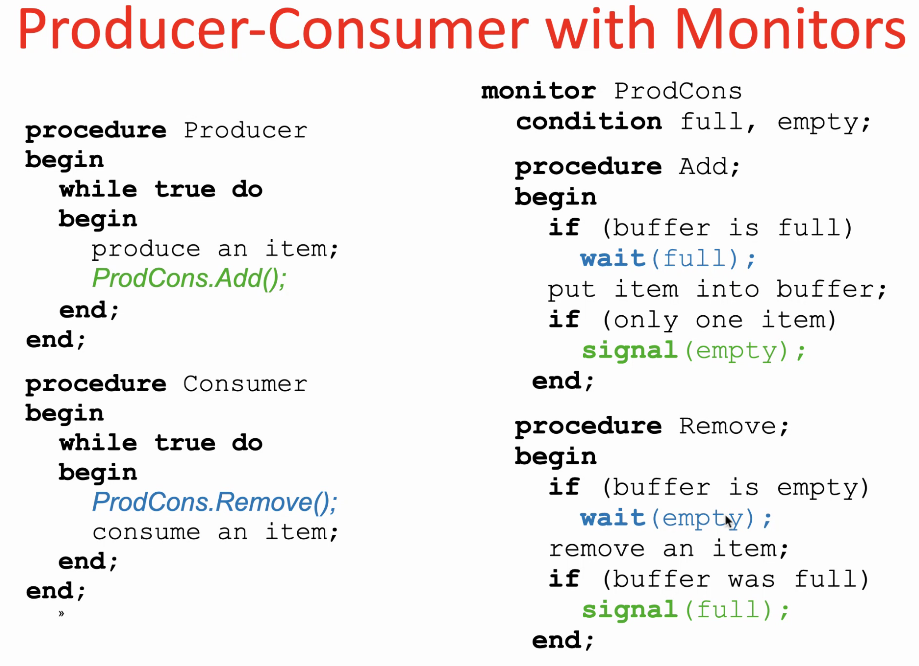 Producer-Consumer with Monitors
procedure Producer
begin
while true do
begin
produce an item;
ProdCons.Add();
end;
end;
procedure Consumer
begin
while true do
begin
ProdCons.Remove();
consume an item;
end;
end;
»
monitor ProdCons
condition full, empty;
procedure Add;
begin
if (buffer is full)
wait(full);
put item into buffer;
if (only one item)
signal(empty);
end;
procedure Remove;
begin
if (buffer is empty)
wait(empty);
remove an item;
if (buffer was full)
signal(full);
end;